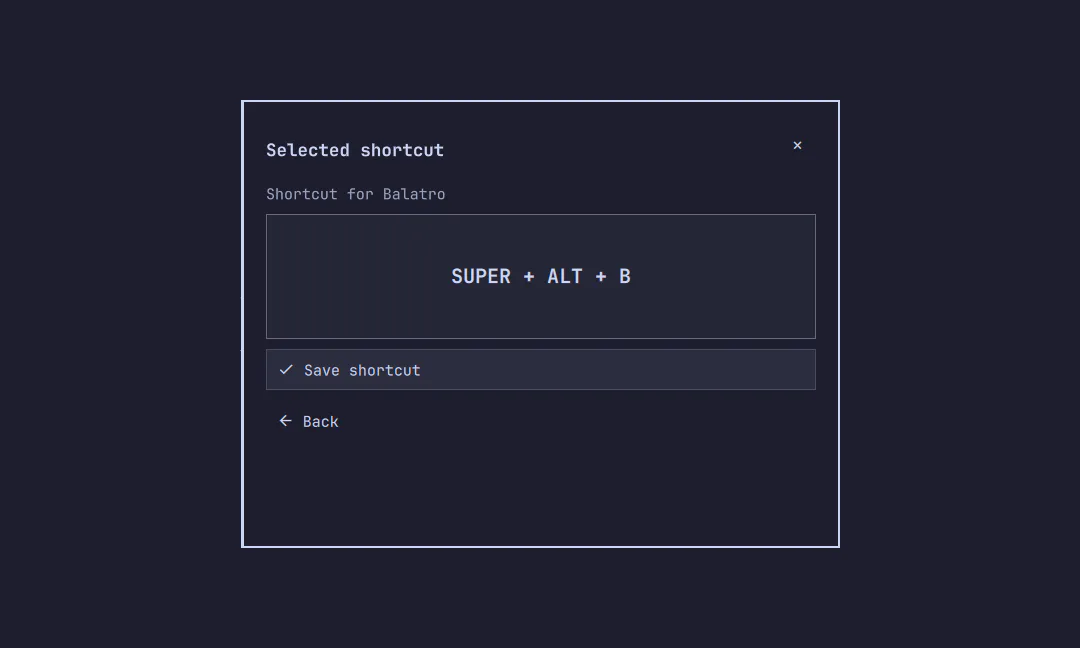 Selected shortcut
×
Shortcut for Balatro
SUPER + ALT + B
✓ Save shortcut
← Back